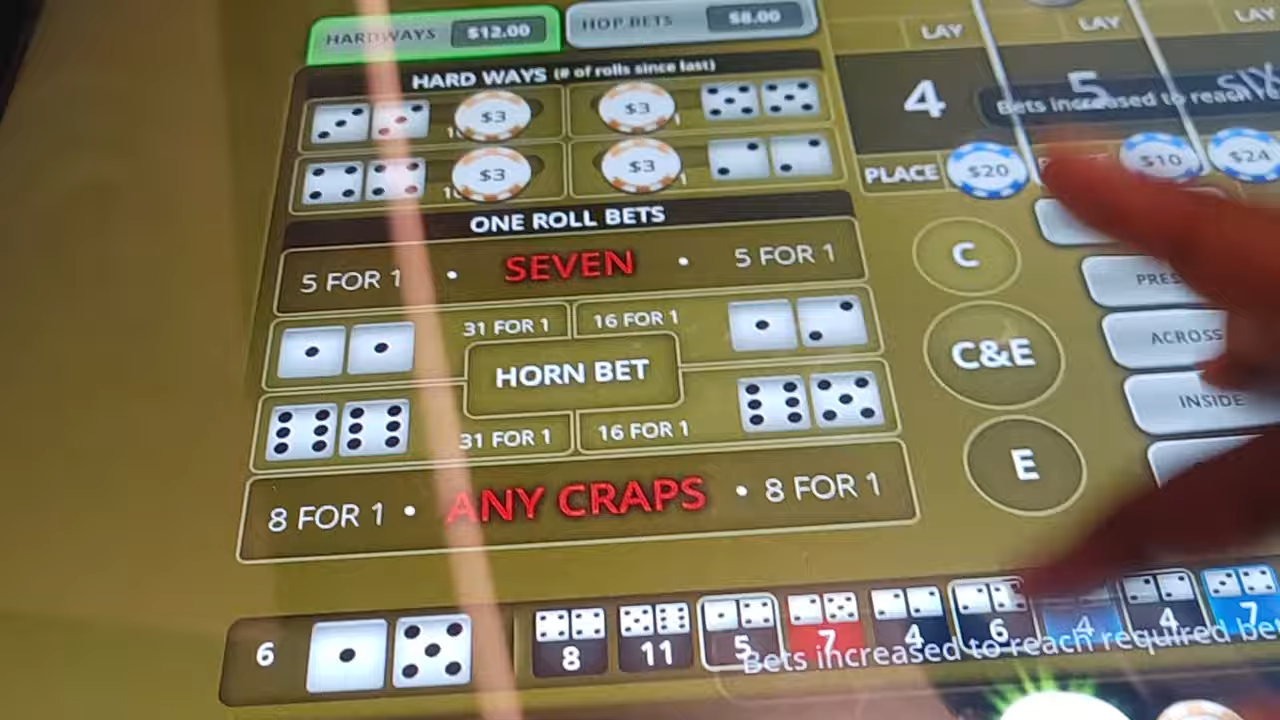 HARDWAYS $12.00
HOP BETS $8.00
HARD WAYS (# of rolls since last)
$3 $3
$3 $3
ONE ROLL BETS
5 FOR 1 • SEVEN • 5 FOR 1
31 FOR 1 16 FOR 1
HORN BET
31 FOR 1 16 FOR 1
8 FOR 1 • ANY CRAPS • 8 FOR 1
LAY LAY LAY
4 5 SIX
Bets increased to reach
PLACE $20 $10 $24
C
C&E
E
ACROSS
INSIDE
6
8 11 5 7 4 6 4 4 7
Bets increased to reach required